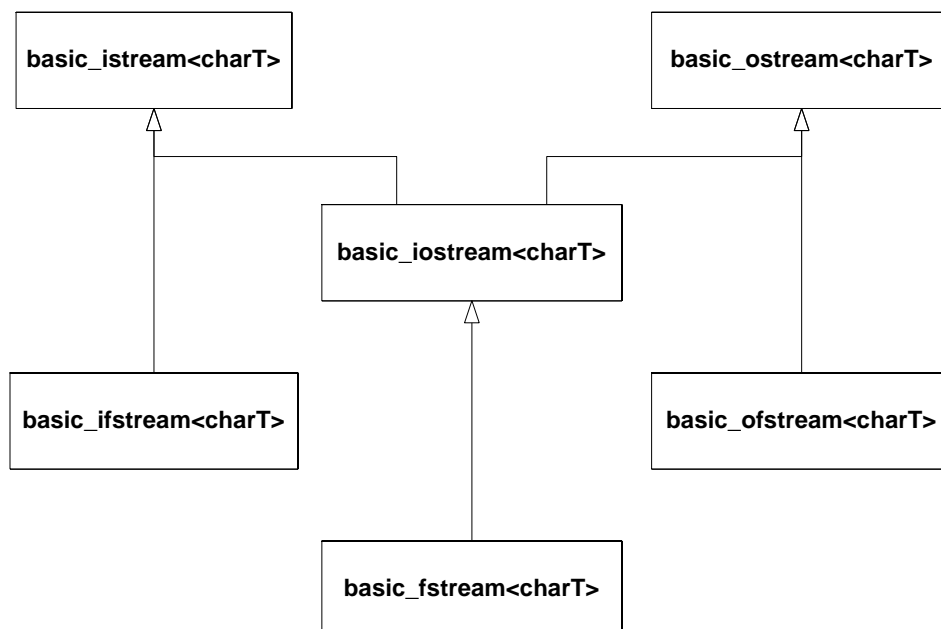 basic_istream<charT>
basic_ostream<charT>
basic_iostream<charT>
basic_ifstream<charT>
basic_ofstream<charT>
basic_fstream<charT>